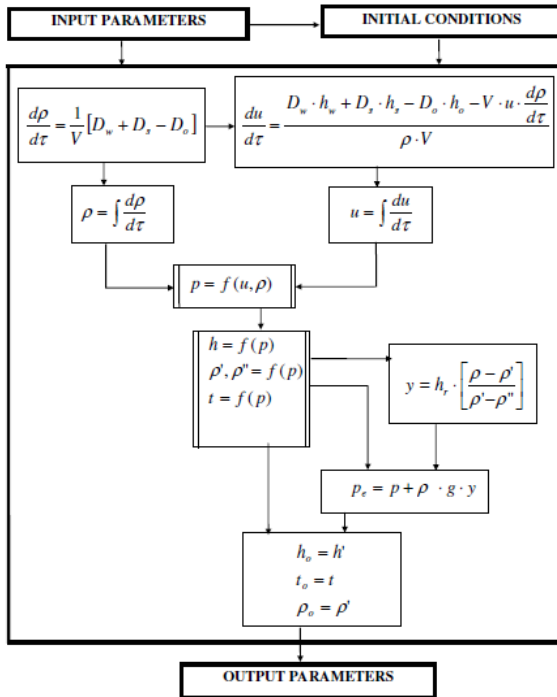 INPUT PARAMETERS
INITIAL CONDITIONS
dρ/dτ = 1/V [D_w + D_s − D_o]
du/dτ = (D_w · h_w + D_s · h_s − D_o · h_o − V · u · dρ/dτ) / (ρ · V)
ρ = ∫ dρ/dτ
u = ∫ du/dτ
p = f(u, ρ)
h = f(p)
ρ', ρ" = f(p)
t = f(p)
y = h_r · [(ρ − ρ') / (ρ' − ρ")]
p_e = p + ρ · g · y
h_o = h'
t_o = t
ρ_o = ρ'
OUTPUT PARAMETERS